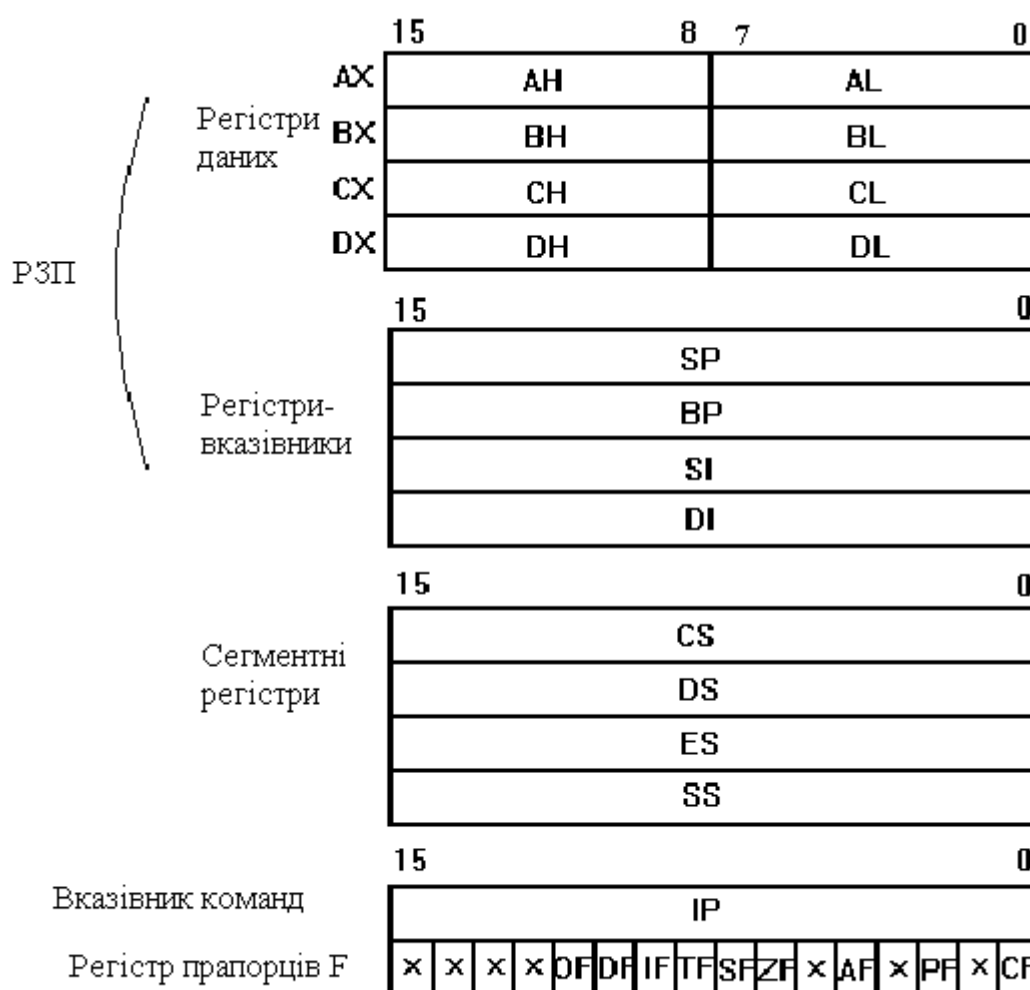 15 8 7 0
AX AH AL
Регістри BX BH BL
даних
CX CH CL
DX DH DL
РЗП
15 0
SP
Регістри- BP
вказівники
SI
DI
15 0
CS
Сегментні
регістри DS
ES
SS
15 0
Вказівник команд IP
Регістр прапорців F × × × × OF DF IF TF SF ZF × AF × PF × CF